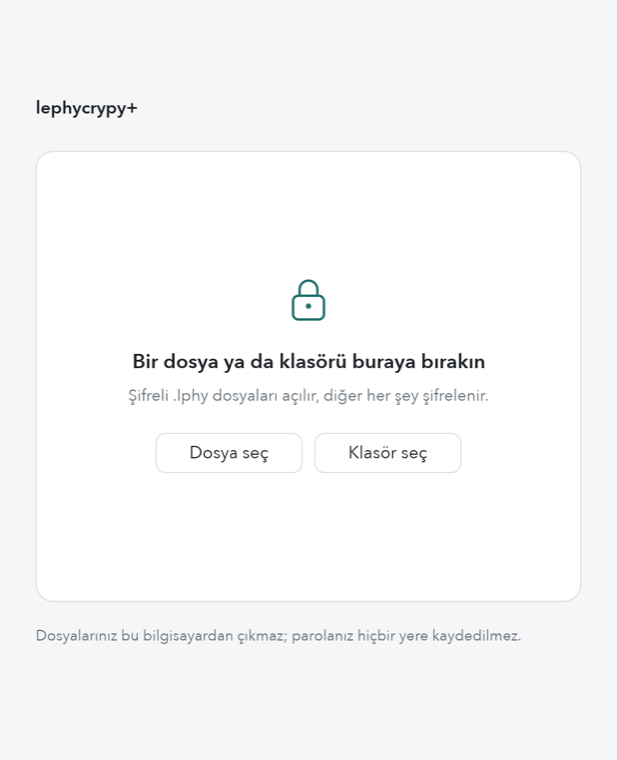 lephycrypy+
Bir dosya ya da klasörü buraya bırakın
Şifreli .lphy dosyaları açılır, diğer her şey şifrelenir.
Dosya seç
Klasör seç
Dosyalarınız bu bilgisayardan çıkmaz; parolanız hiçbir yere kaydedilmez.